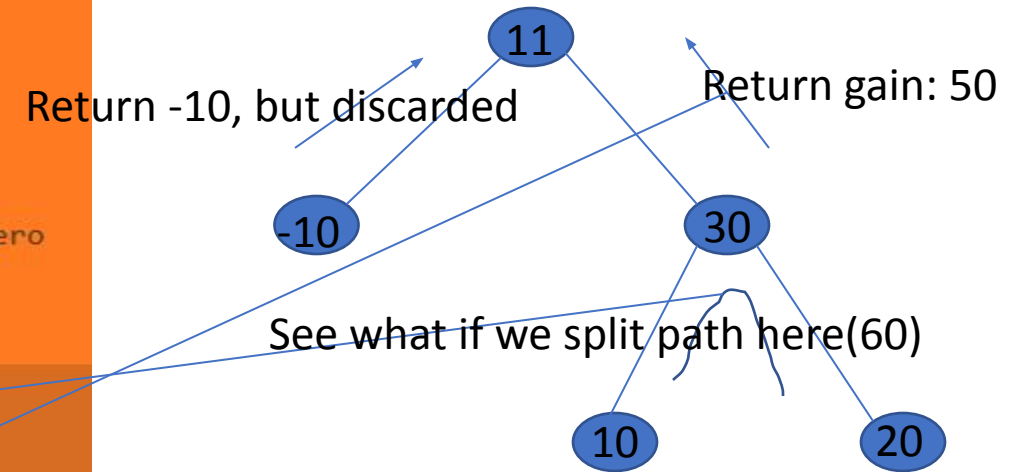 11
Return -10, but discarded
Return gain: 50
-10
30
ero
See what if we split path here(60)
10
20